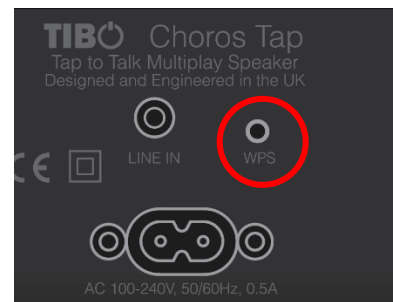 TIBO Choros Tap
Tap to Talk Multiplay Speaker
Designed and Engineered in the UK
LINE IN
WPS
CE
AC 100-240V, 50/60Hz, 0.5A